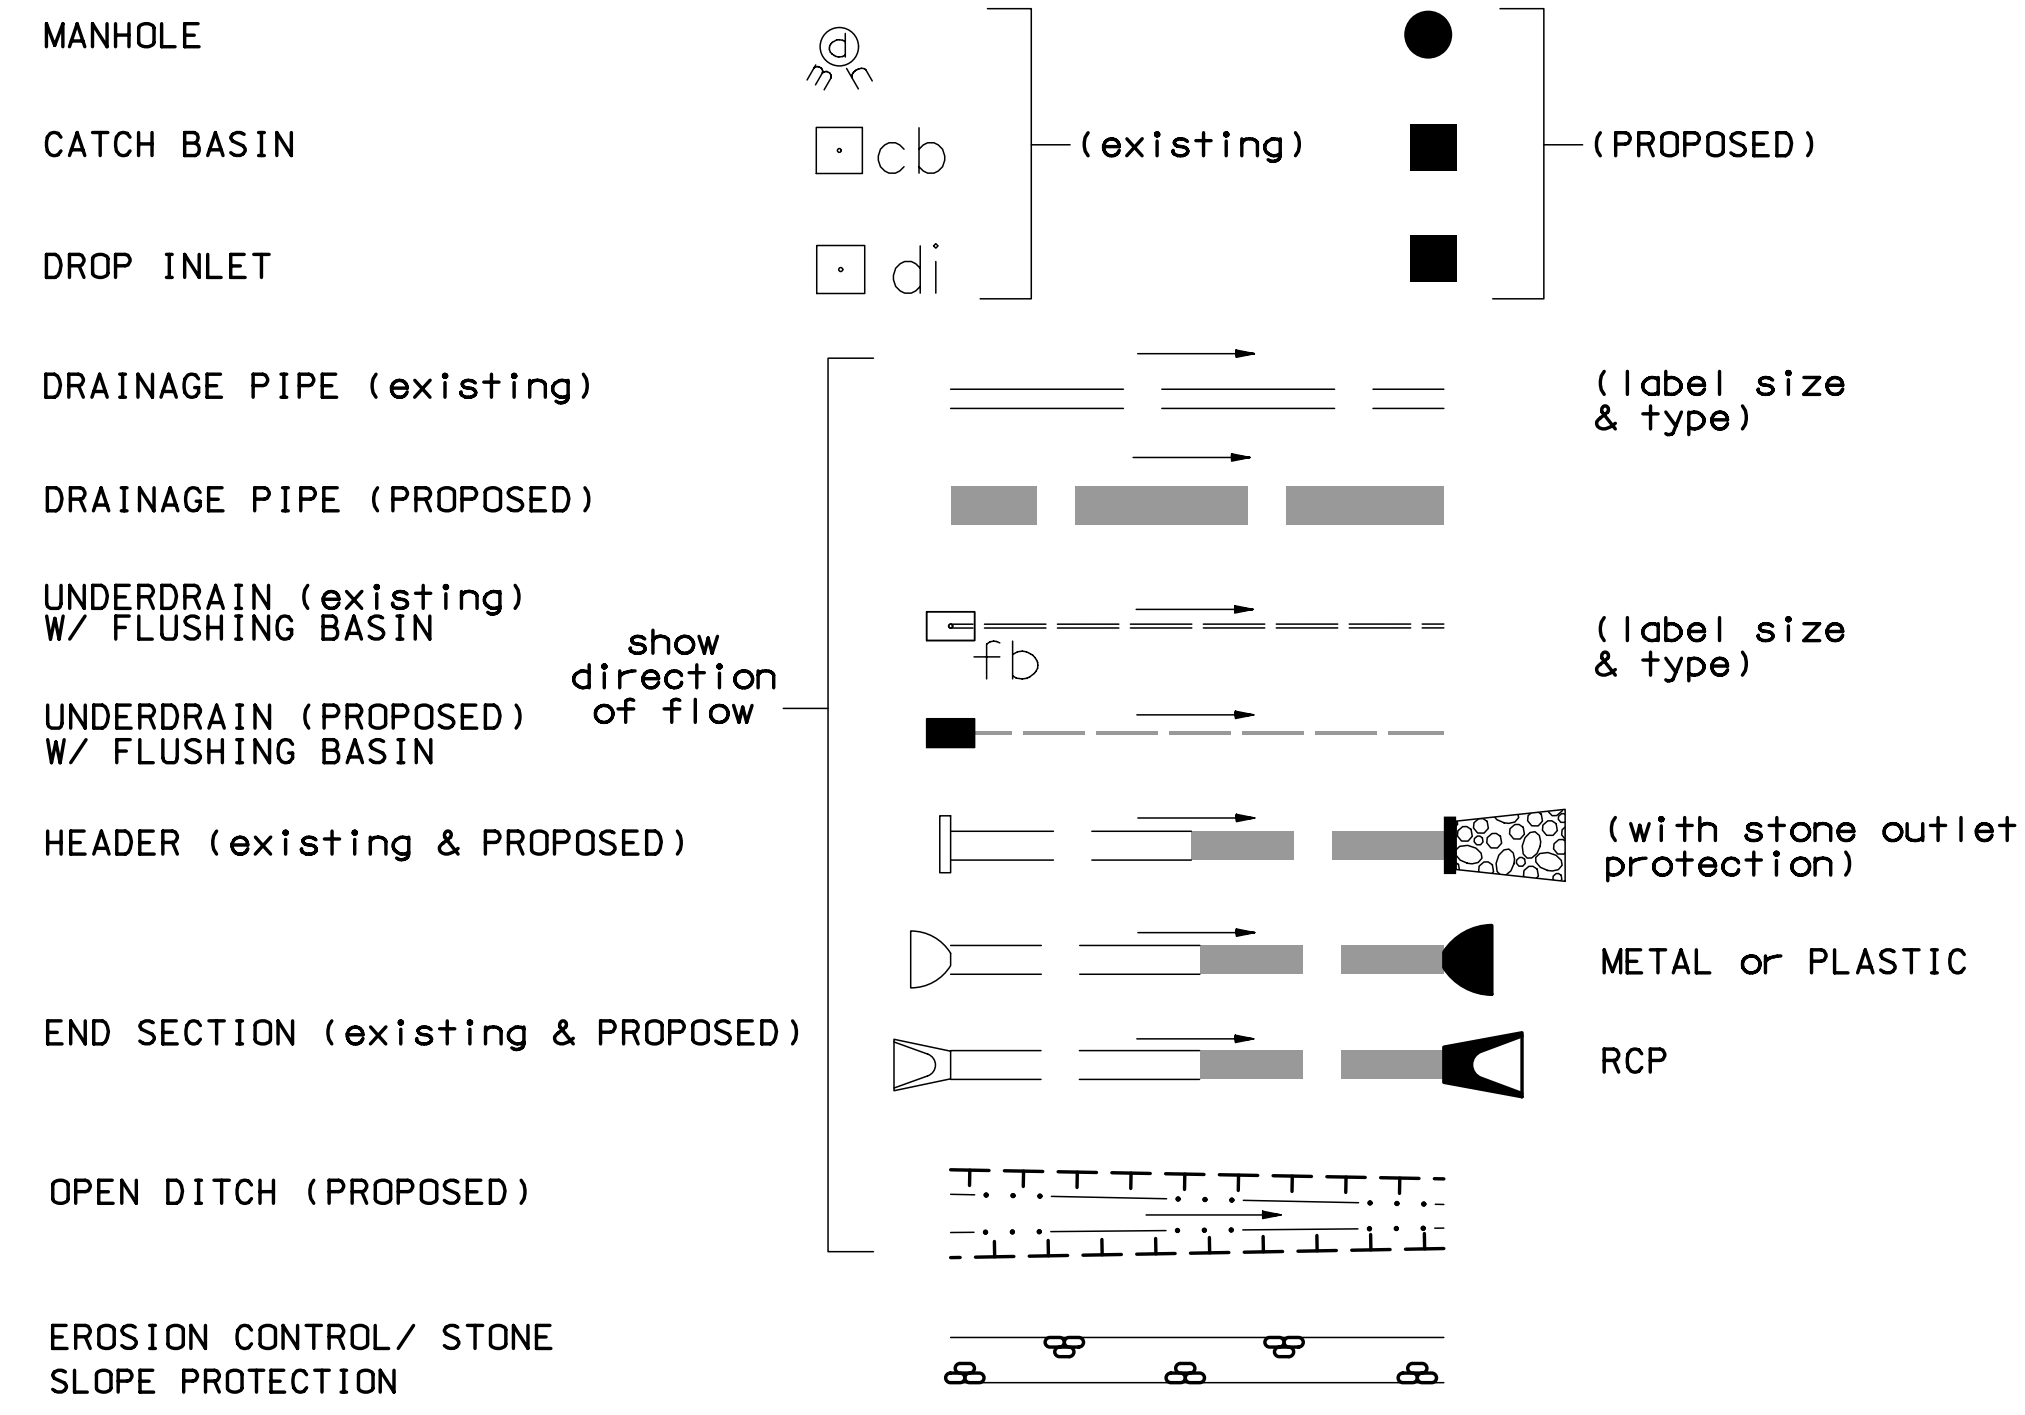 MANHOLE
d
m h
CATCH BASIN
cb
(existing)
(PROPOSED)
DROP INLET
di
DRAINAGE PIPE (existing)
(label size
& type)
DRAINAGE PIPE (PROPOSED)
UNDERDRAIN (existing)
W/ FLUSHING BASIN
fb
(label size
& type)
show
direction
of flow
UNDERDRAIN (PROPOSED)
W/ FLUSHING BASIN
HEADER (existing & PROPOSED)
(with stone outlet
protection)
METAL or PLASTIC
END SECTION (existing & PROPOSED)
RCP
OPEN DITCH (PROPOSED)
EROSION CONTROL/ STONE
SLOPE PROTECTION